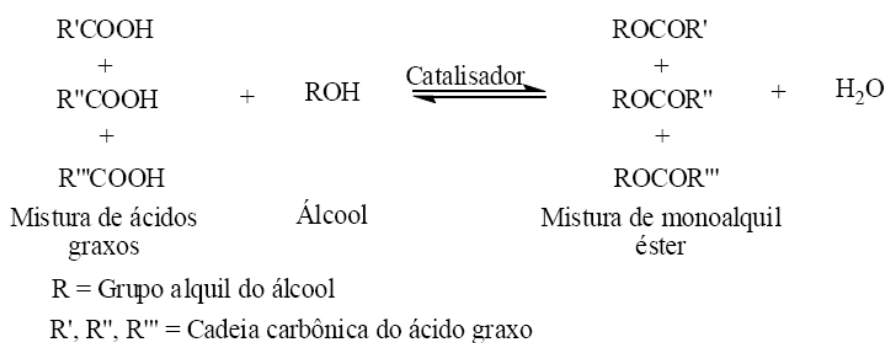 R'COOH
+
R"COOH
+
R'"COOH
Mistura de ácidos
graxos
+
ROH
Álcool
Catalisador
ROCOR'
+
ROCOR"
+
ROCOR'"
Mistura de monoalquil
éster
+
H₂O
R = Grupo alquil do álcool
R', R", R'" = Cadeia carbônica do ácido graxo